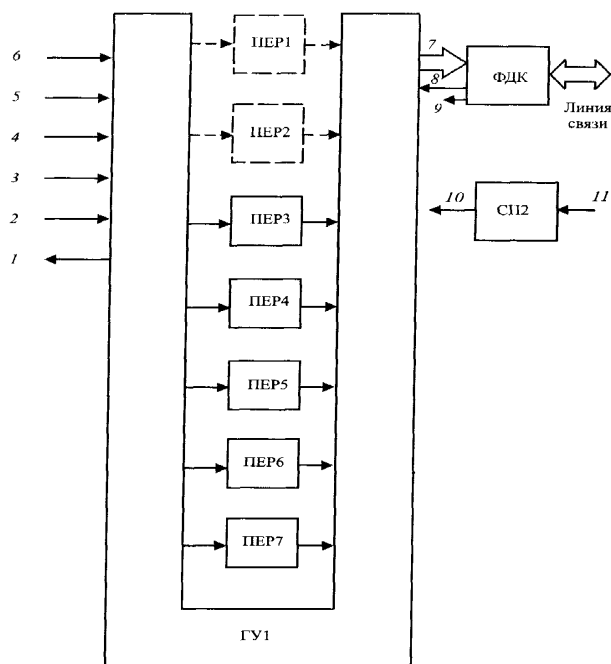 6
5
4
3
2
1
ПЕР1
ПЕР2
ПЕР3
ПЕР4
ПЕР5
ПЕР6
ПЕР7
ГУ1
7
8
9
ФДК
Линия
связи
10
СП2
11